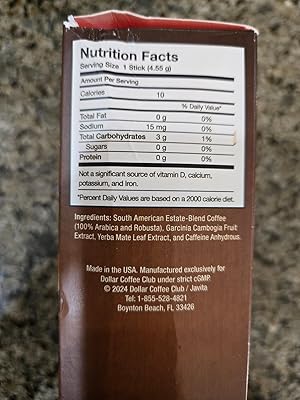 Nutrition Facts
Serving Size 1 Stick (4.55 g)
Amount Per Serving
Calories 10
% Daily Value*
Total Fat 0 g 0%
Sodium 15 mg 0%
Total Carbohydrates 3 g 1%
Sugars 0 g 0%
Protein 0 g 0%
Not a significant source of vitamin D, calcium,
potassium, and Iron.
*Percent Daily Values are based on a 2000 calorie diet.
Ingredients: South American Estate-Blend Coffee
(100% Arabica and Robusta), Garcinia Cambogia Fruit
Extract, Yerba Mate Leaf Extract, and Caffeine Anhydrous.
Made in the USA. Manufactured exclusively for
Dollar Coffee Club under strict cGMP.
© 2024 Dollar Coffee Club / Javita
Tel: 1-855-528-4821
Boynton Beach, FL 33426